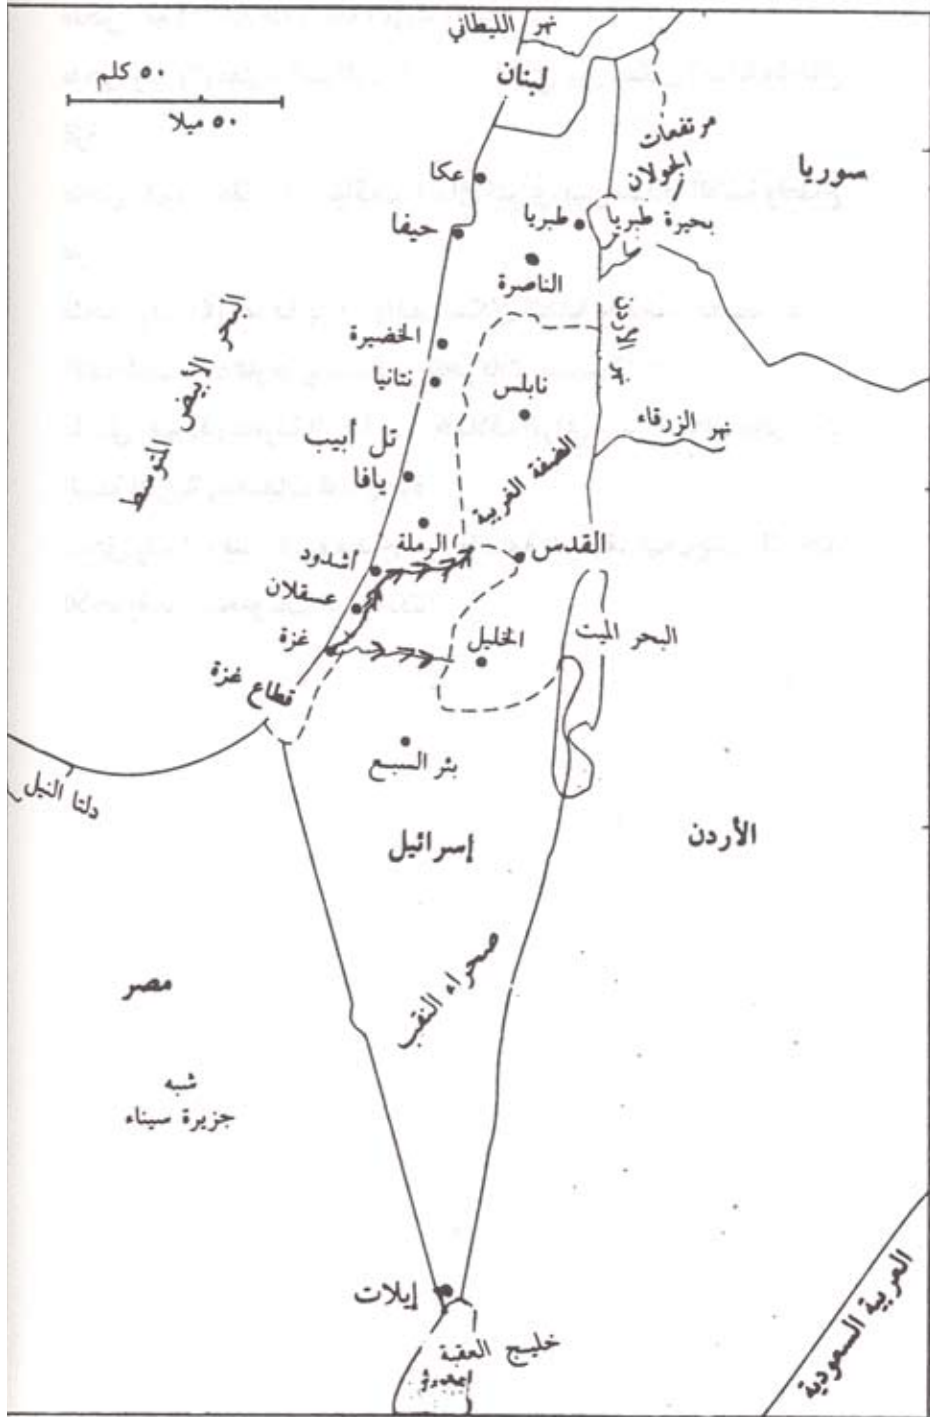 نهر الليطاني
لبنان
٥٠ كلم
٥٠ ميلا
مرتفعات
الجولان
سوريا
عكا
حيفا
طبريا
بحيرة طبريا
الناصرة
البحر الأبيض المتوسط
الخضيرة
نتانيا
نابلس
نهر الاردن
نهر الزرقاء
تل أبيب
يافا
الضفة الغربية
الرملة
القدس
أشدود
عسقلان
غزة
الخليل
البحر الميت
قطاع غزة
بئر السبع
دلتا النيل
إسرائيل
الأردن
صحراء النقب
مصر
شبه
جزيرة سيناء
إيلات
خليج العقبة
العربية السعودية